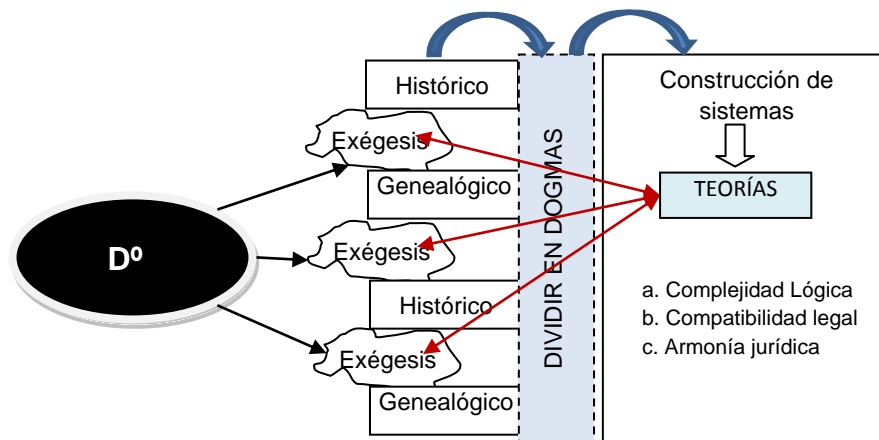 Histórico
Exégesis
Genealógico
Exégesis
Histórico
Exégesis
Genealógico
Dº
DIVIDIR EN DOGMAS
Construcción de
sistemas
TEORÍAS
a. Complejidad Lógica
b. Compatibilidad legal
c. Armonía jurídica